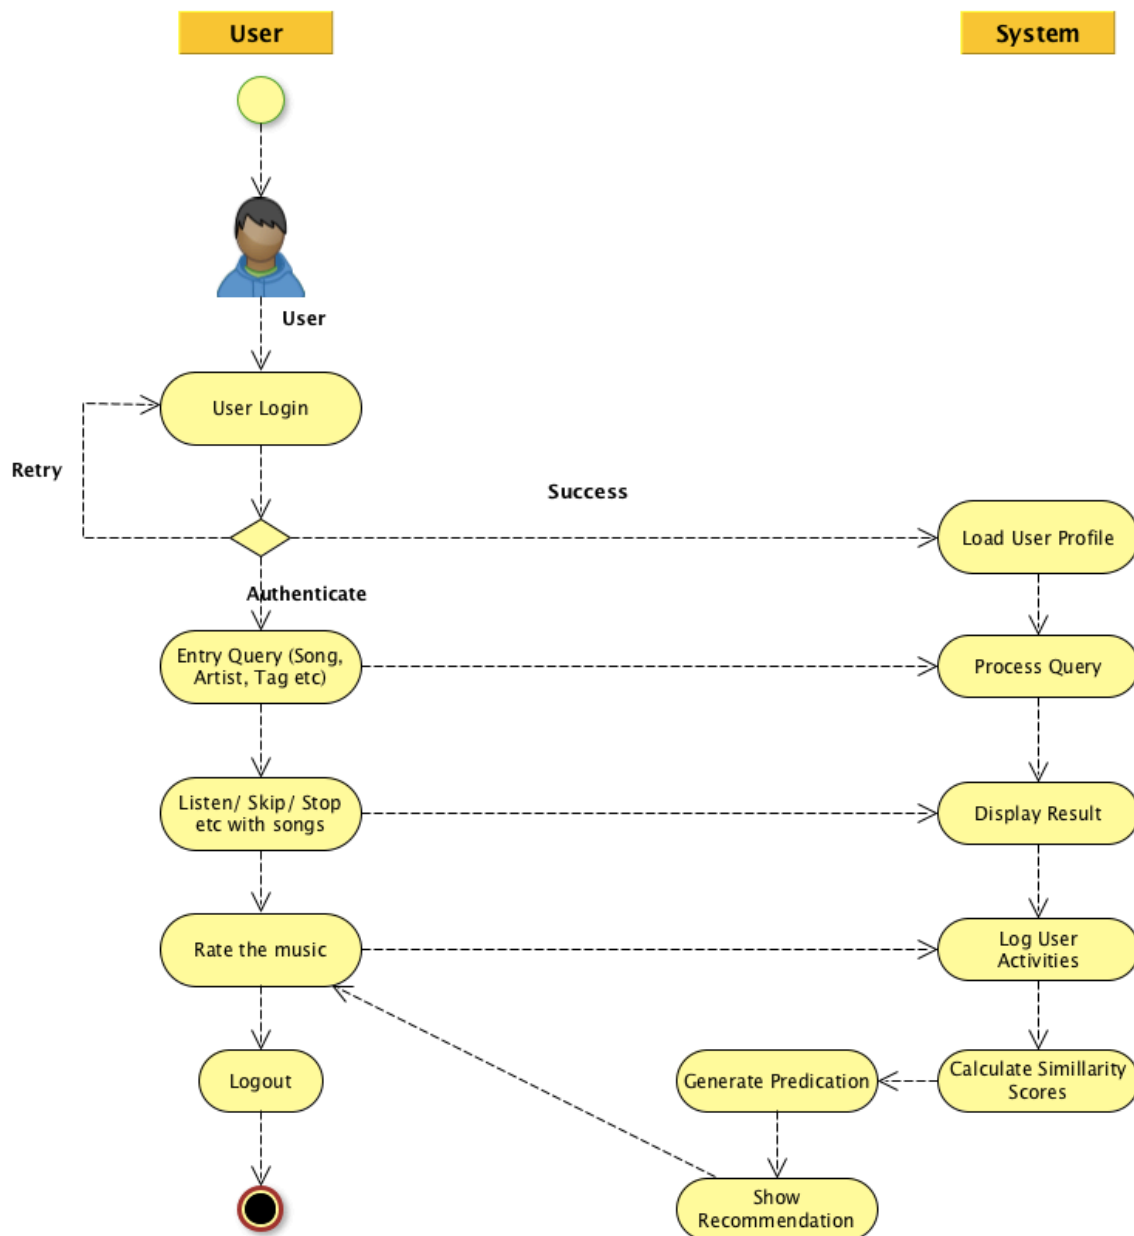 User
System
User
User Login
Retry
Success
Load User Profile
Authenticate
Entry Query (Song,
Artist, Tag etc)
Process Query
Listen/ Skip/ Stop
etc with songs
Display Result
Rate the music
Log User
Activities
Logout
Generate Predication
Calculate Simillarity
Scores
Show
Recommendation